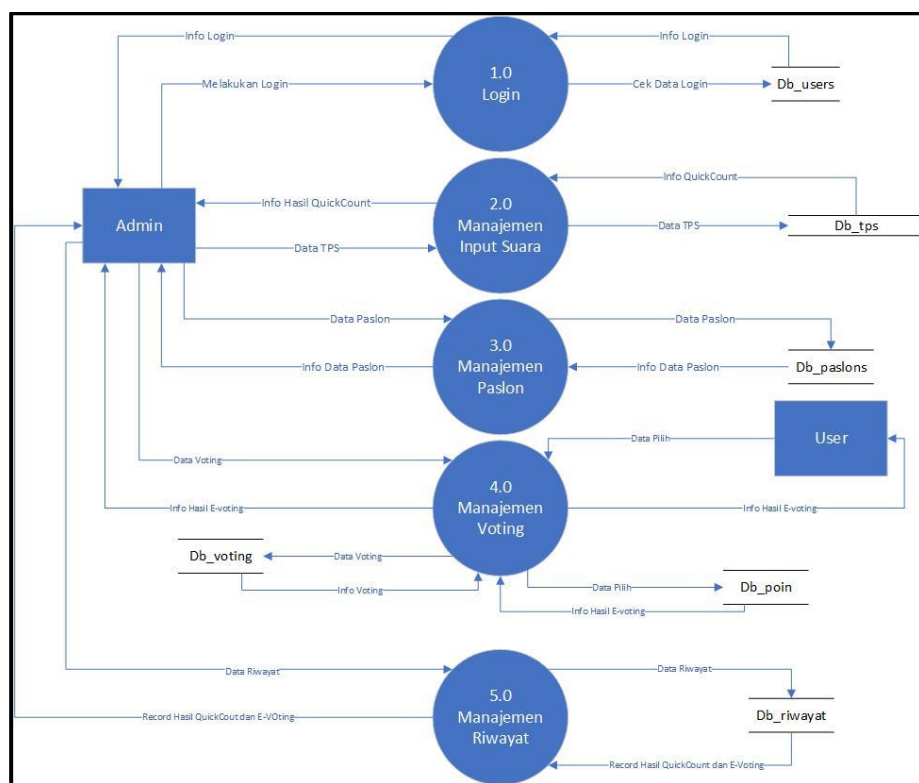 Info Login
Info Login
1.0
Login
Melakukan Login
Cek Data Login
Db_users
Info QuickCount
Info Hasil QuickCount
2.0
Manajemen
Input Suara
Admin
Data TPS
Db_tps
Data TPS
Data Paslon
Data Paslon
3.0
Manajemen
Paslon
Info Data Paslon
Info Data Paslon
Db_paslons
Data Pilih
User
Data Voting
4.0
Manajemen
Voting
Info Hasil E-voting
Info Hasil E-voting
Db_voting
Data Voting
Info Voting
Data Pilih
Db_poin
Info Hasil E-voting
Data Riwayat
Data Riwayat
5.0
Manajemen
Riwayat
Record Hasil QuickCout dan E-VOting
Db_riwayat
Record Hasil QuickCount dan E-Voting